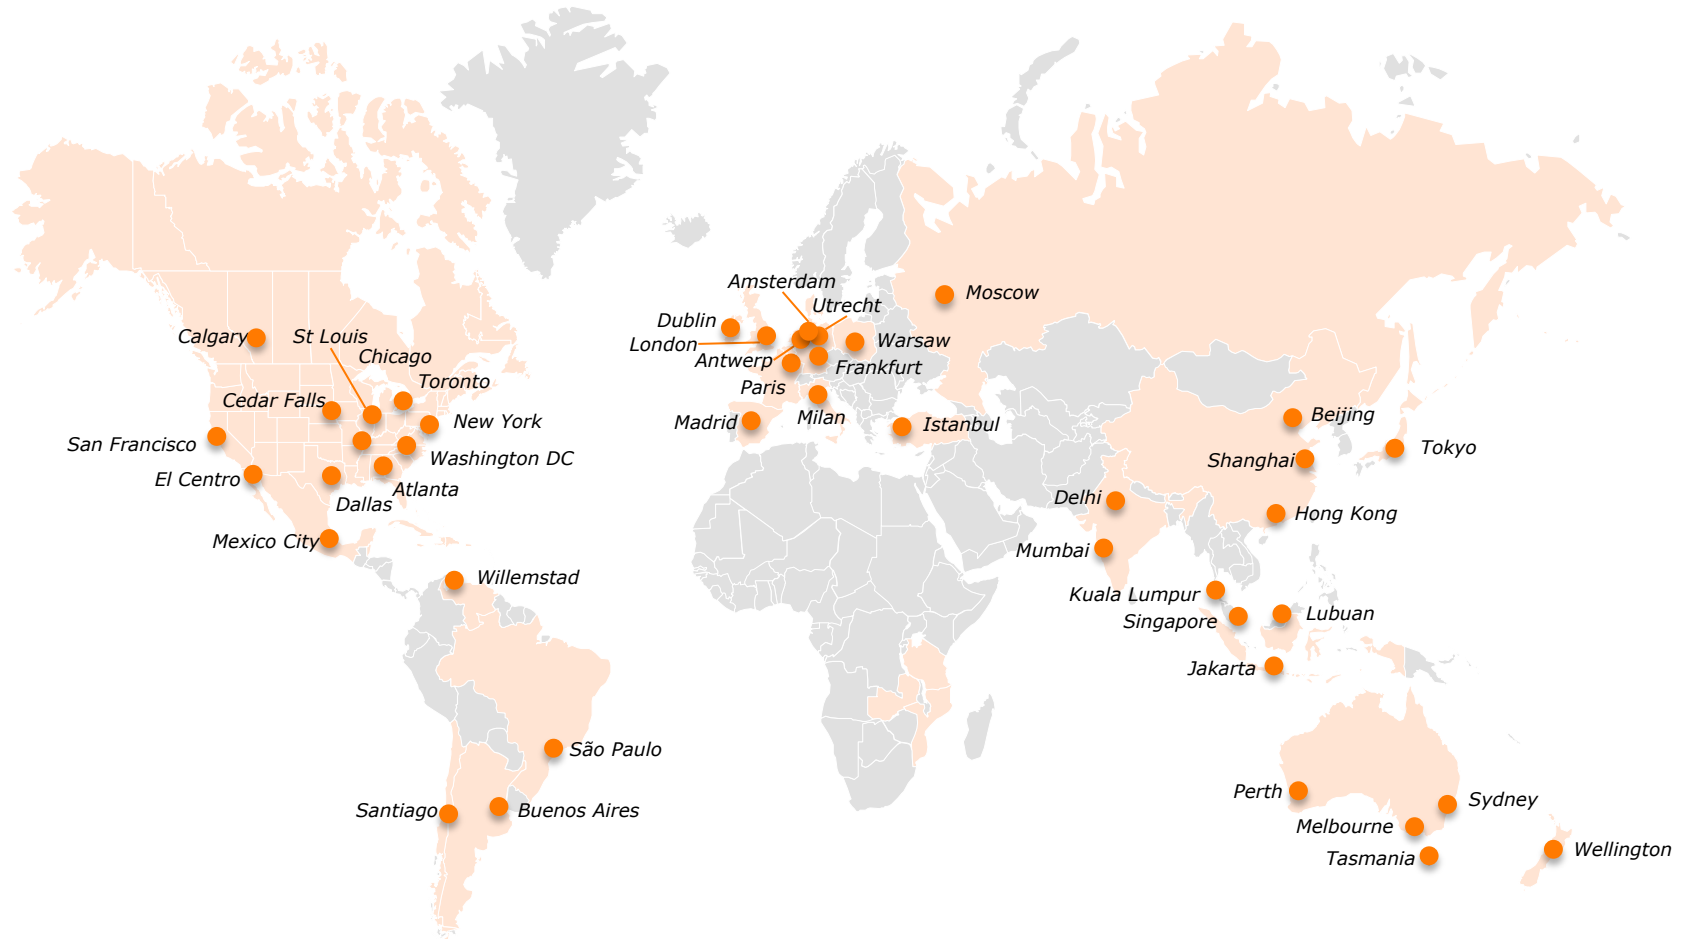 Amsterdam
Moscow
Utrecht
Dublin
London
Warsaw
Antwerp
Frankfurt
Paris
Milan
Madrid
Istanbul
Calgary
St Louis
Chicago
Toronto
Cedar Falls
New York
San Francisco
Washington DC
El Centro
Atlanta
Dallas
Mexico City
Willemstad
São Paulo
Santiago
Buenos Aires
Beijing
Tokyo
Shanghai
Delhi
Hong Kong
Mumbai
Kuala Lumpur
Singapore
Lubuan
Jakarta
Perth
Sydney
Melbourne
Tasmania
Wellington